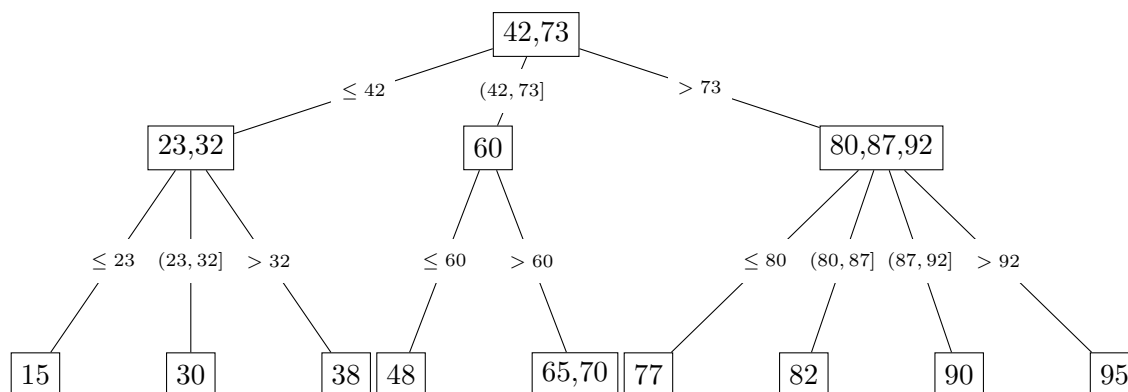 42,73
≤ 42 (42, 73] > 73
23,32 60 80,87,92
≤ 23 (23, 32] > 32 ≤ 60 > 60 ≤ 80 (80, 87] (87, 92] > 92
15 30 38 48 65,70 77 82 90 95